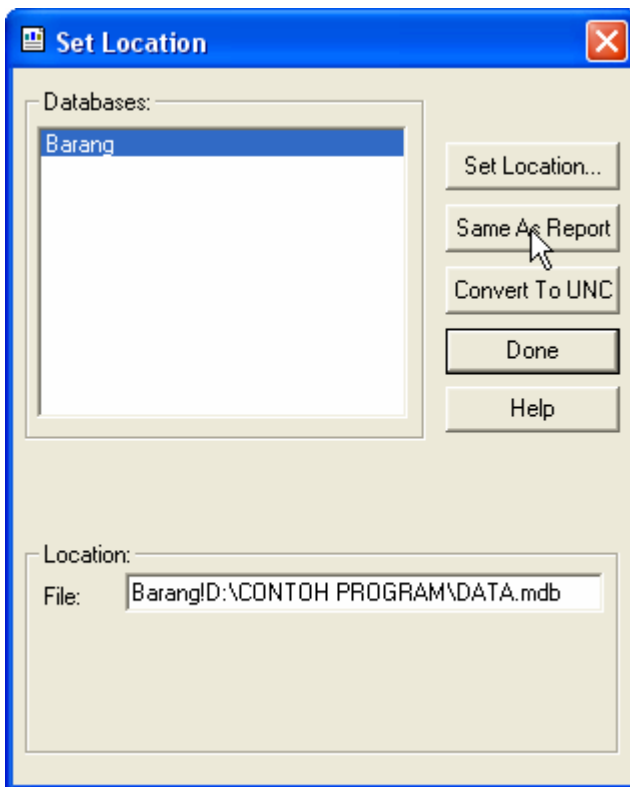 Set Location
Databases:
Barang
Set Location...
Same As Report
Convert To UNC
Done
Help
Location:
File: Barang!D:\CONTOH PROGRAM\DATA.mdb